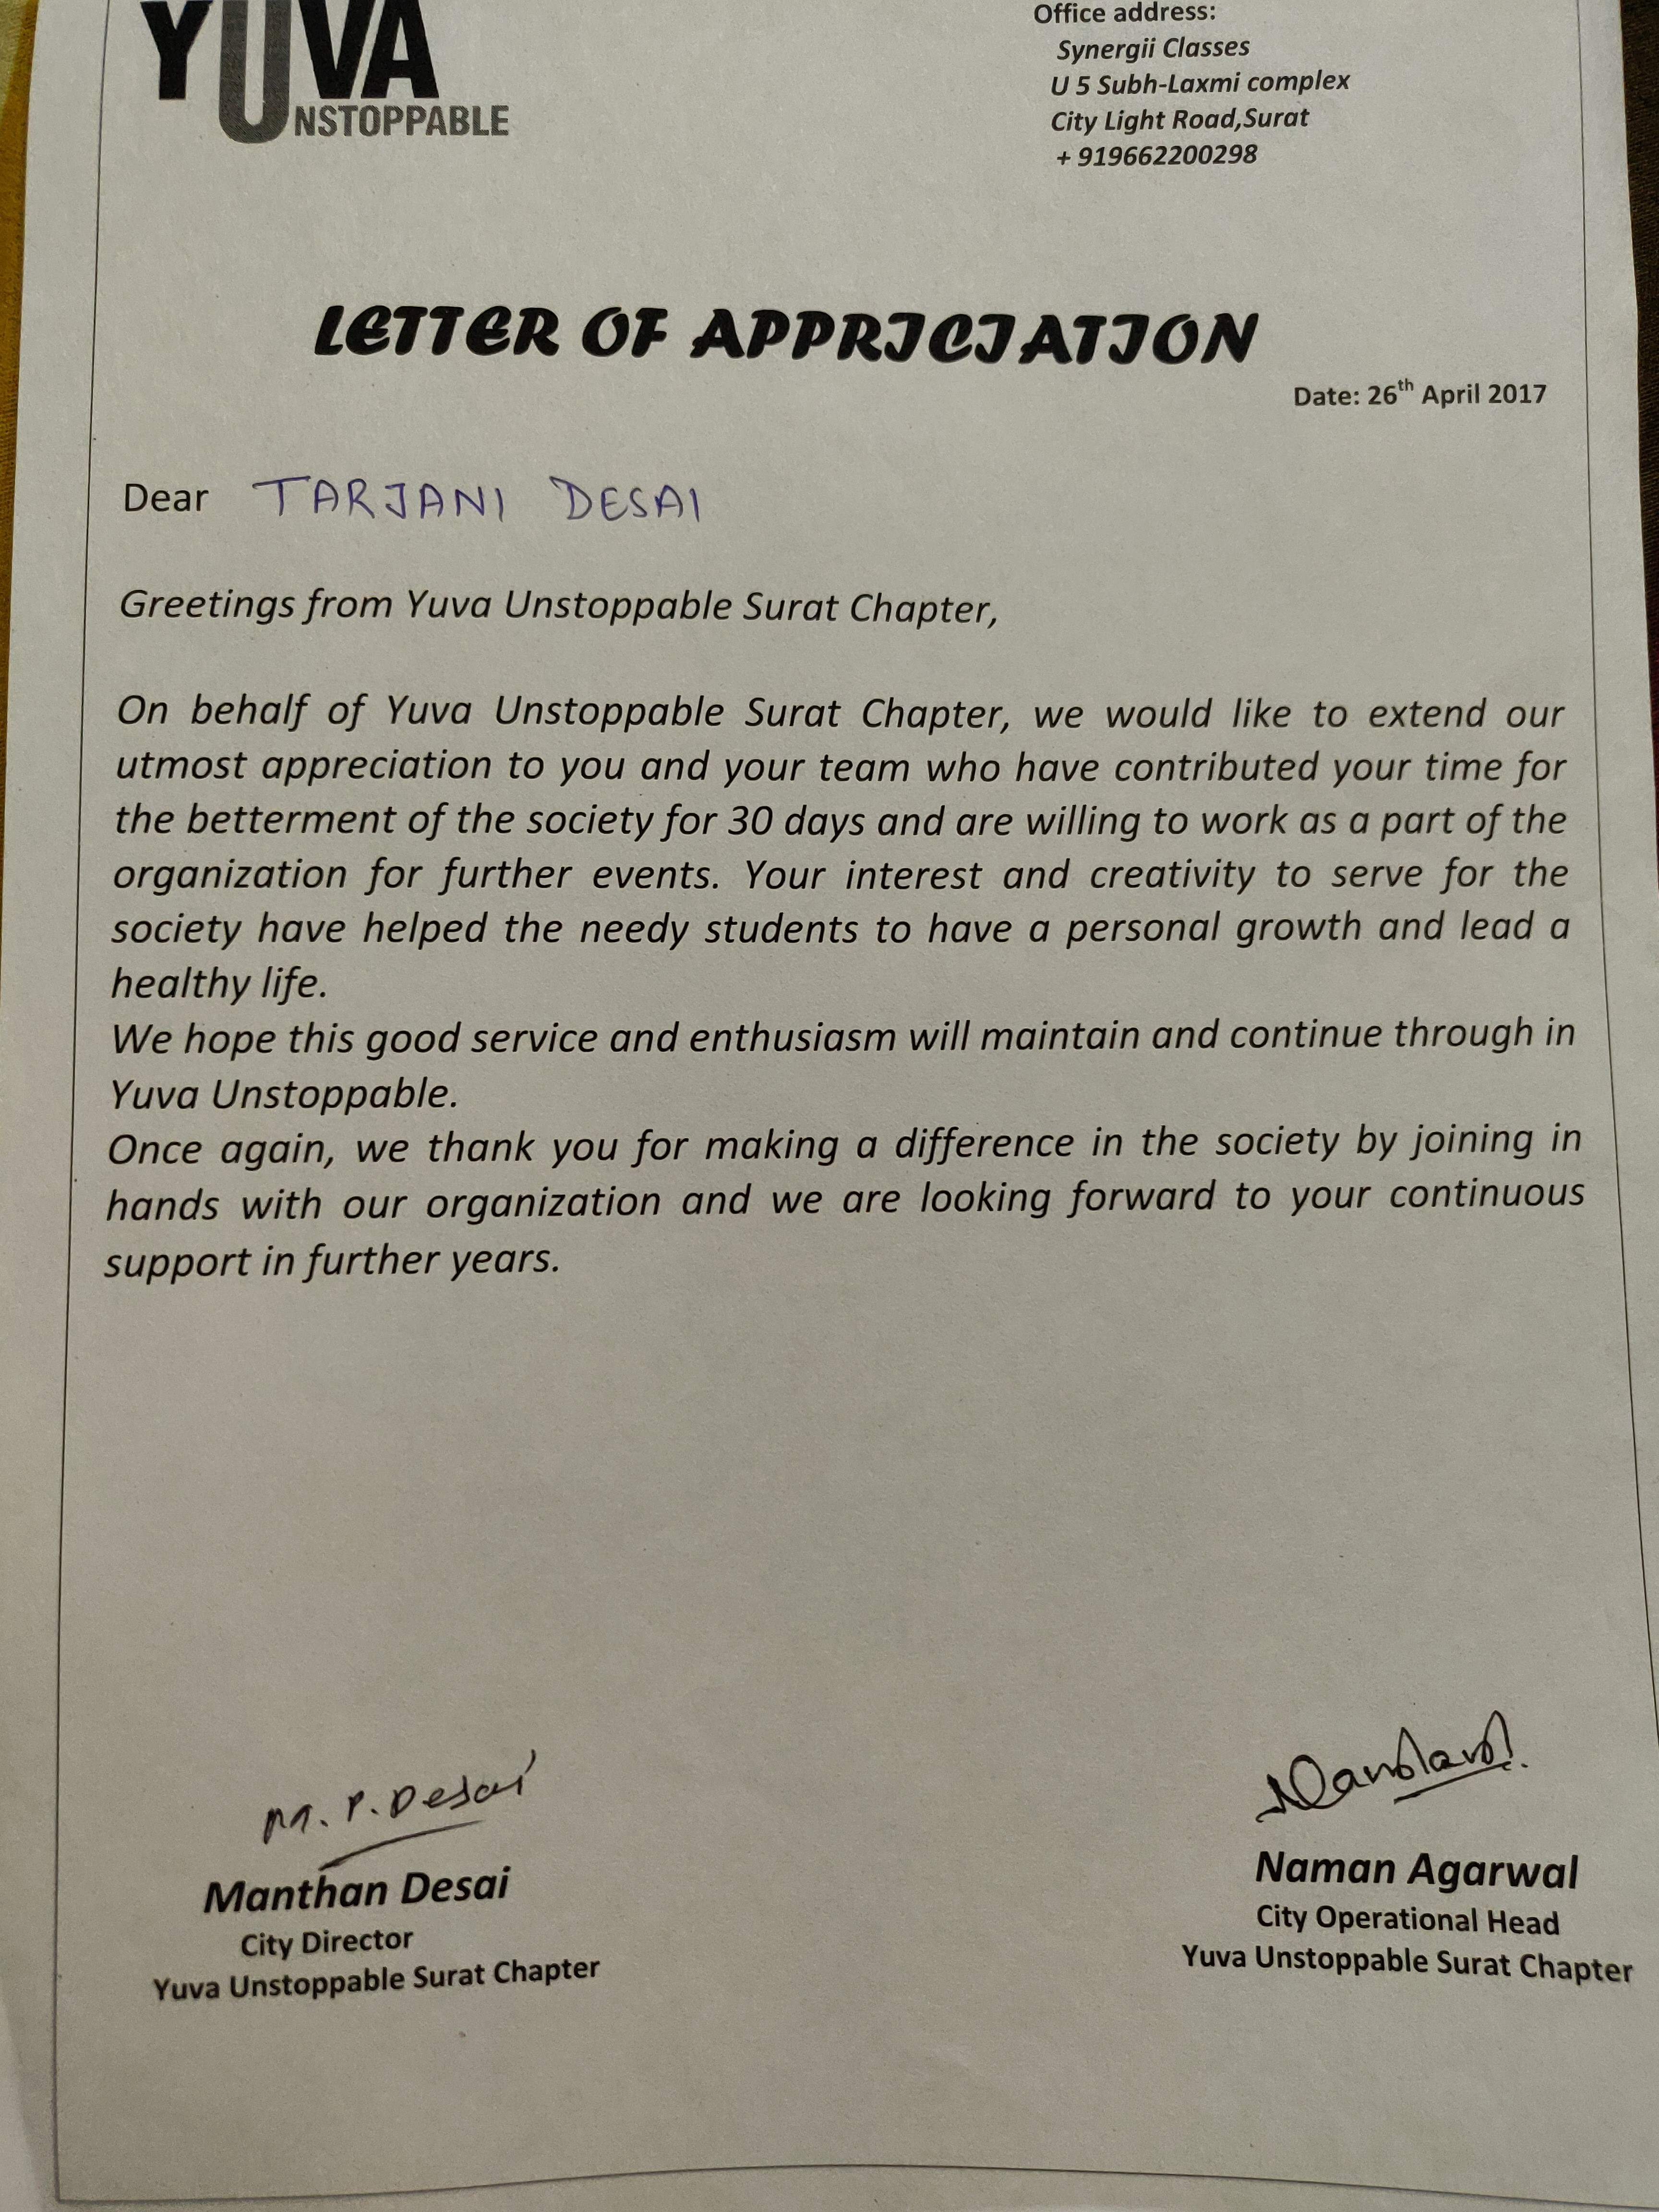 YUVA
UNSTOPPABLE
Office address:
Synergii Classes
U 5 Subh-Laxmi complex
City Light Road,Surat
+ 919662200298
LETTER OF APPRICIATION
Date: 26th April 2017
Dear TARJANI DESAI
Greetings from Yuva Unstoppable Surat Chapter,
On behalf of Yuva Unstoppable Surat Chapter, we would like to extend our
utmost appreciation to you and your team who have contributed your time for
the betterment of the society for 30 days and are willing to work as a part of the
organization for further events. Your interest and creativity to serve for the
society have helped the needy students to have a personal growth and lead a
healthy life.
We hope this good service and enthusiasm will maintain and continue through in
Yuva Unstoppable.
Once again, we thank you for making a difference in the society by joining in
hands with our organization and we are looking forward to your continuous
support in further years.
M. P. Desai
Manthan Desai
City Director
Yuva Unstoppable Surat Chapter
Naman Agarwal
City Operational Head
Yuva Unstoppable Surat Chapter